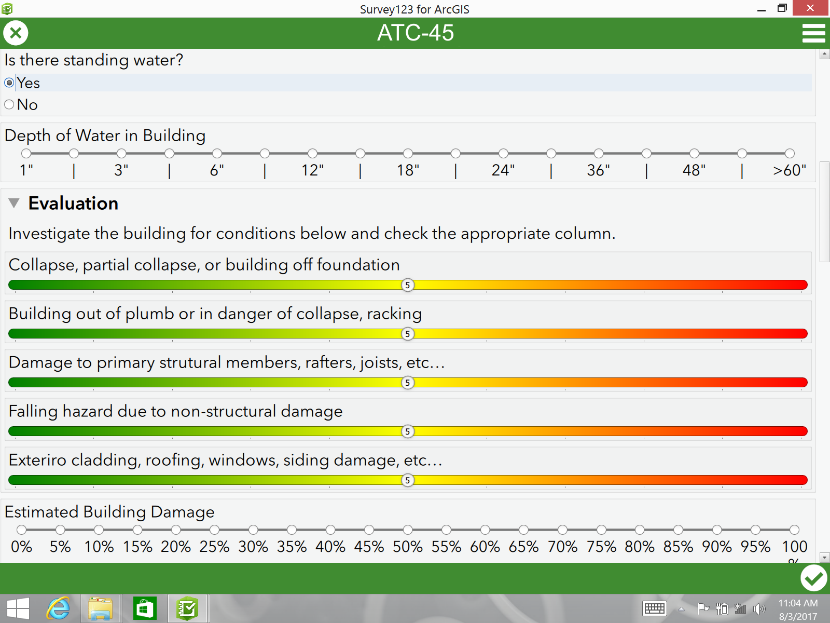 Survey123 for ArcGIS
ATC-45
Is there standing water?
Yes
No
Depth of Water in Building
1" | 3" | 6" | 12" | 18" | 24" | 36" | 48" | >60"
Evaluation
Investigate the building for conditions below and check the appropriate column.
Collapse, partial collapse, or building off foundation
5
Building out of plumb or in danger of collapse, racking
5
Damage to primary strutural members, rafters, joists, etc...
5
Falling hazard due to non-structural damage
5
Exteriro cladding, roofing, windows, siding damage, etc...
5
Estimated Building Damage
0% 5% 10% 15% 20% 25% 30% 35% 40% 45% 50% 55% 60% 65% 70% 75% 80% 85% 90% 95% 100
%
11:04 AM
8/3/2017